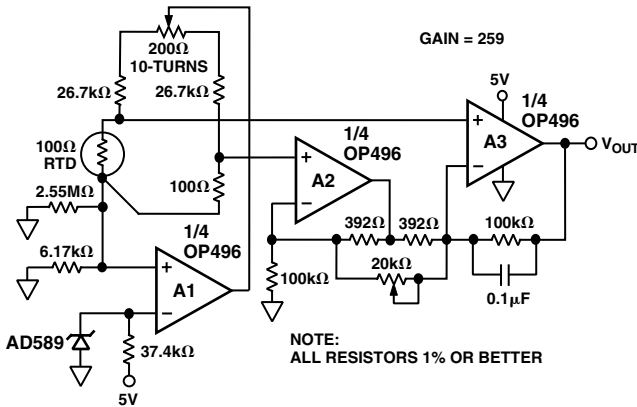 200Ω
10-TURNS
GAIN = 259
26.7kΩ
26.7kΩ
5V
1/4
OP496
A3
+
−
VOUT
100Ω
RTD
1/4
OP496
A2
+
−
100Ω
2.55MΩ
392Ω
392Ω
100kΩ
1/4
OP496
6.17kΩ
A1
+
−
100kΩ
20kΩ
0.1µF
AD589
37.4kΩ
5V
NOTE:
ALL RESISTORS 1% OR BETTER